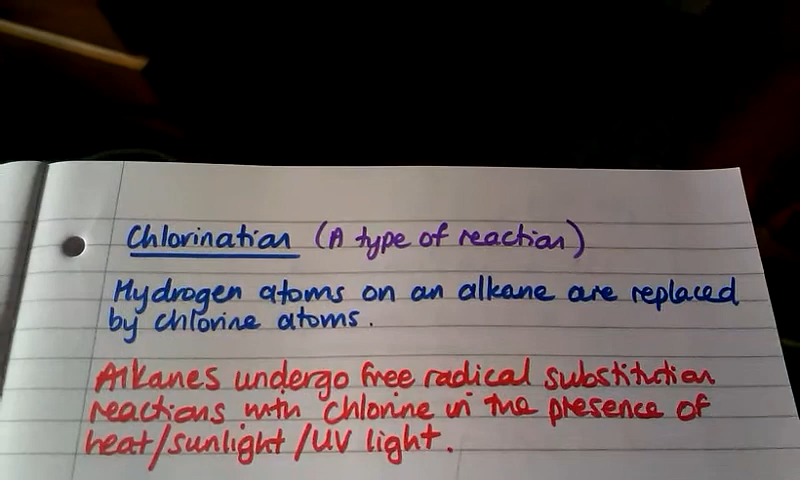 Chlorination (A type of reaction)
Hydrogen atoms on an alkane are replaced
by chlorine atoms.
Alkanes undergo free radical substitution
reactions with chlorine in the presence of
heat/sunlight/UV light.